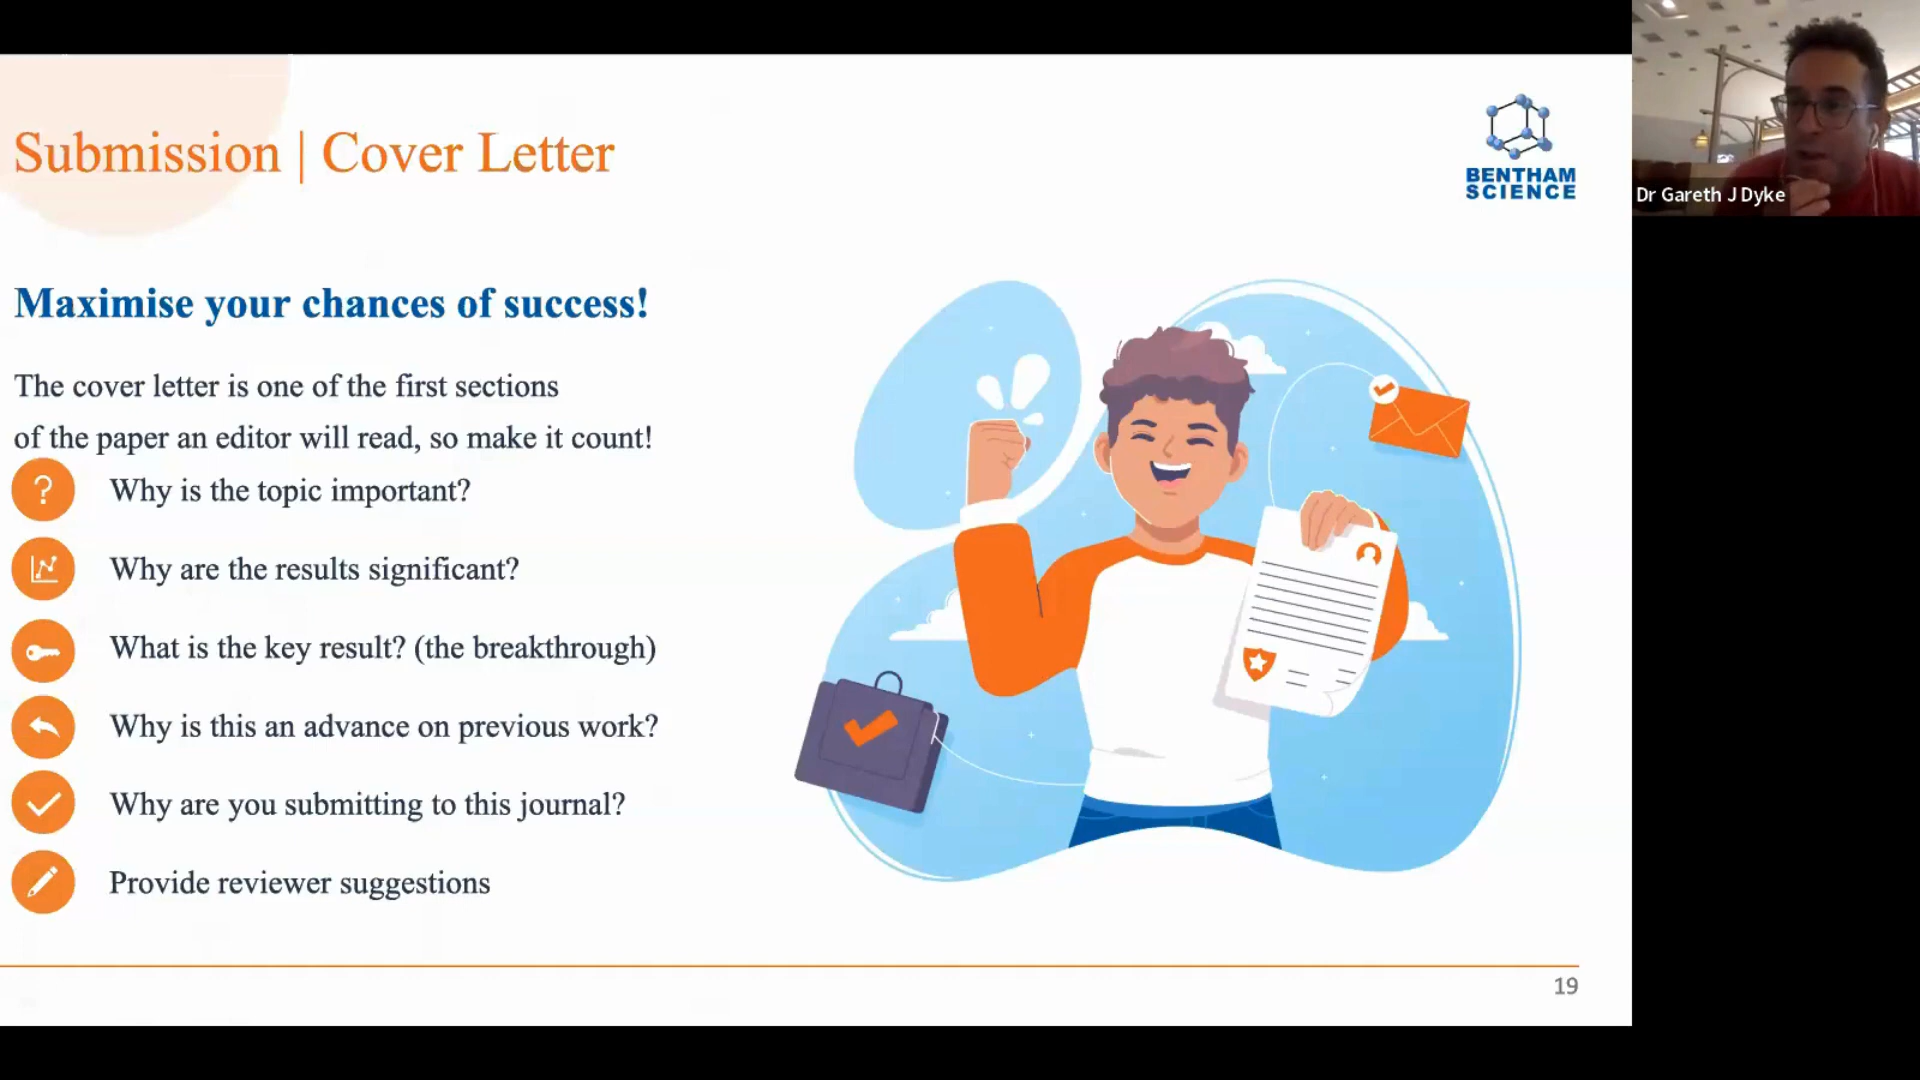 Submission | Cover Letter
BENTHAM
SCIENCE
Dr Gareth J Dyke
Maximise your chances of success!
The cover letter is one of the first sections
of the paper an editor will read, so make it count!
Why is the topic important?
Why are the results significant?
What is the key result? (the breakthrough)
Why is this an advance on previous work?
Why are you submitting to this journal?
Provide reviewer suggestions
19